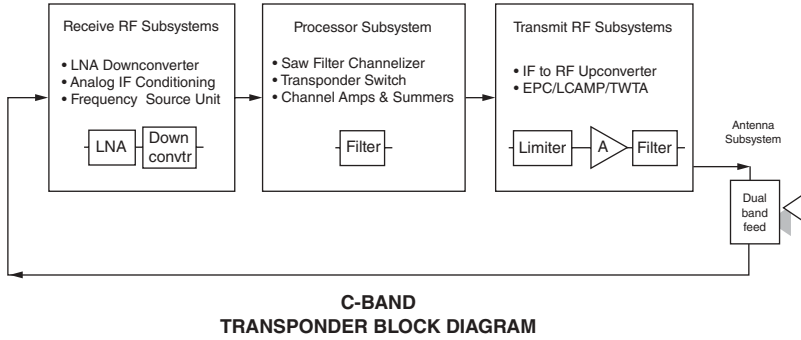 Receive RF Subsystems
• LNA Downconverter
• Analog IF Conditioning
• Frequency Source Unit
LNA
Down
convtr
Processor Subsystem
• Saw Filter Channelizer
• Transponder Switch
• Channel Amps & Summers
Filter
Transmit RF Subsystems
• IF to RF Upconverter
• EPC/LCAMP/TWTA
Limiter
A
Filter
Antenna
Subsystem
Dual
band
feed
C-BAND
TRANSPONDER BLOCK DIAGRAM